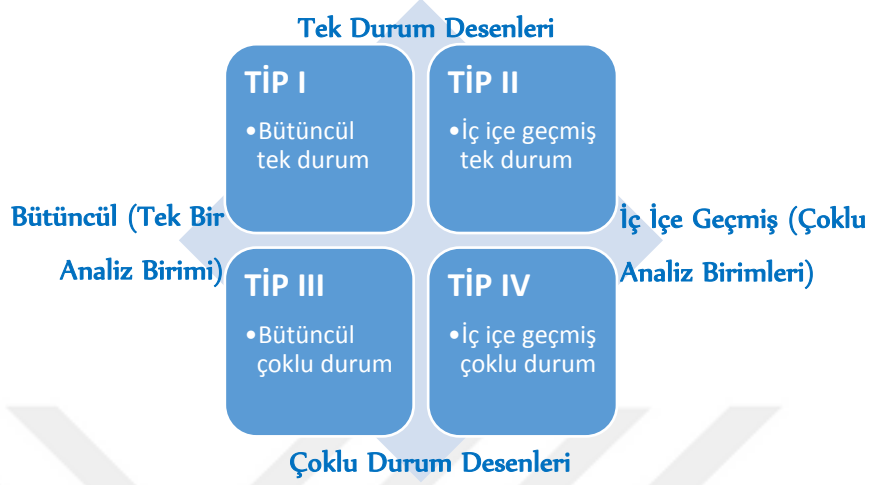 Tek Durum Desenleri
TİP I
•Bütüncül
tek durum
TİP II
•İç içe geçmiş
tek durum
Bütüncül (Tek Bir
Analiz Birimi)
İç İçe Geçmiş (Çoklu
Analiz Birimleri)
TİP III
•Bütüncül
çoklu durum
TİP IV
•İç içe geçmiş
çoklu durum
Çoklu Durum Desenleri